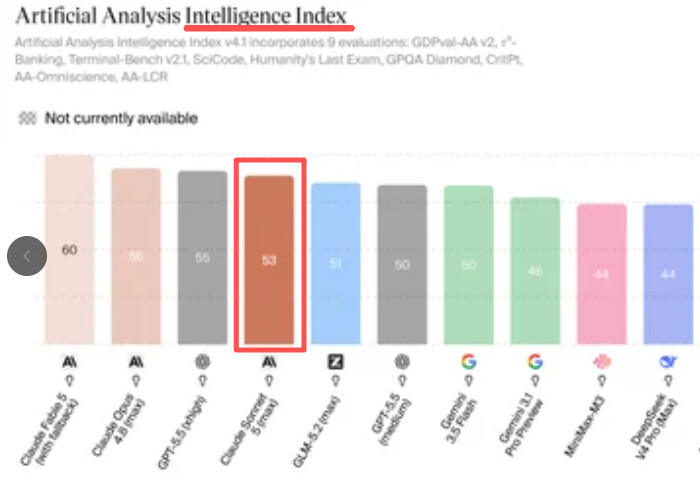 Artificial Analysis Intelligence Index
Artificial Analysis Intelligence Index v4.1 incorporates 9 evaluations: GDPval-AA v2, τ³-
Banking, Terminal-Bench v2.1, SciCode, Humanity's Last Exam, GPQA Diamond, CritPt,
AA-Omniscience, AA-LCR
Not currently available
60
56
55
53
51
50
50
46
44
44
Claude Fable 5
(with fallback)
Claude Opus
4.8 (max)
GPT-5.5 (xhigh)
Claude Sonnet
5 (max)
GLM-5.2 (max)
GPT-5.5
(medium)
Gemini
3.5 Flash
Gemini 3.1
Pro Preview
MiniMax-M3
DeepSeek
V4 Pro (Max)